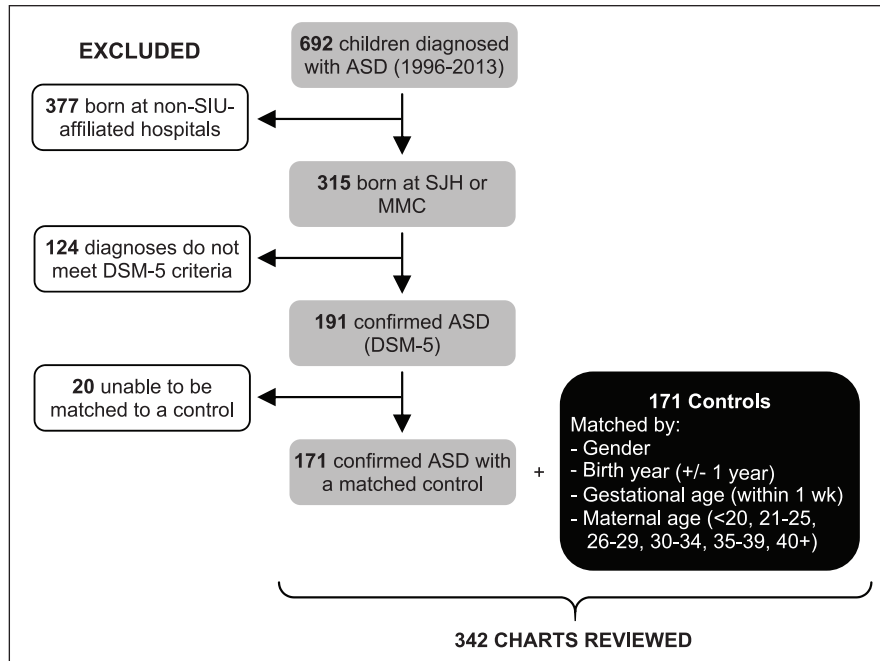 EXCLUDED
692 children diagnosed
with ASD (1996-2013)
377 born at non-SIU-
affiliated hospitals
315 born at SJH or
MMC
124 diagnoses do not
meet DSM-5 criteria
191 confirmed ASD
(DSM-5)
20 unable to be
matched to a control
171 confirmed ASD with
a matched control
+
171 Controls
Matched by:
- Gender
- Birth year (+/- 1 year)
- Gestational age (within 1 wk)
- Maternal age (<20, 21-25,
26-29, 30-34, 35-39, 40+)
342 CHARTS REVIEWED